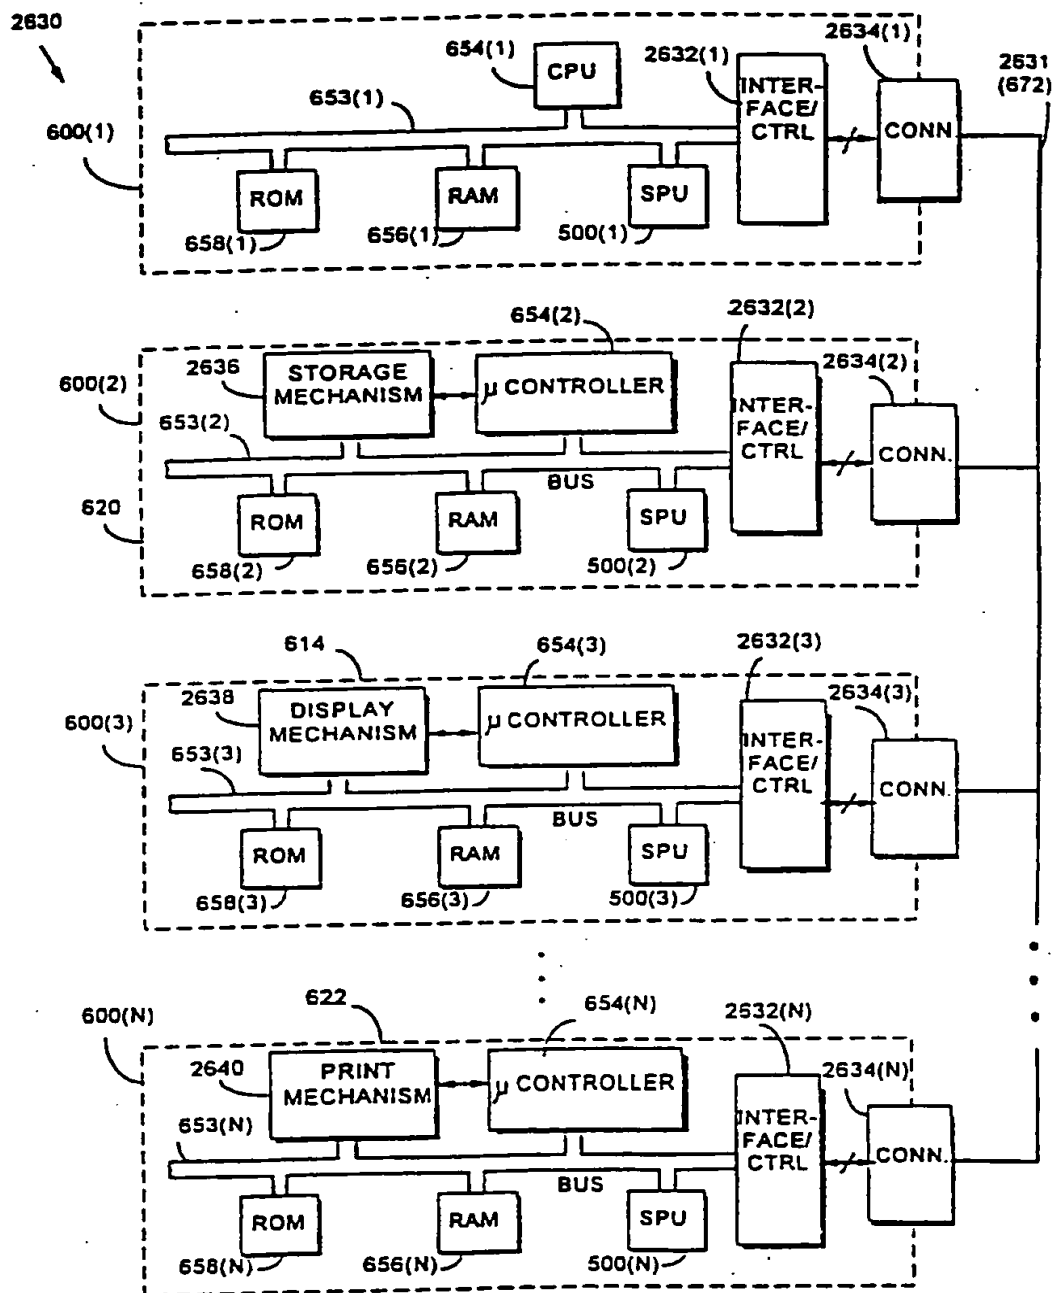 2630
600(1)
654(1)
CPU
653(1)
2632(1)
INTER-
FACE/
CTRL
2634(1)
CONN
2631
(672)
ROM
658(1)
RAM
656(1)
SPU
500(1)
600(2)
2636
STORAGE
MECHANISM
654(2)
μ CONTROLLER
2632(2)
INTER-
FACE/
CTRL
2634(2)
CONN.
653(2)
BUS
620
ROM
658(2)
RAM
656(2)
SPU
500(2)
614
600(3)
2638
DISPLAY
MECHANISM
654(3)
μ CONTROLLER
2632(3)
INTER-
FACE/
CTRL
2634(3)
CONN.
653(3)
BUS
ROM
658(3)
RAM
656(3)
SPU
500(3)
622
600(N)
2640
PRINT
MECHANISM
654(N)
μ CONTROLLER
2632(N)
INTER-
FACE/
CTRL
2634(N)
CONN.
653(N)
BUS
ROM
658(N)
RAM
656(N)
SPU
500(N)